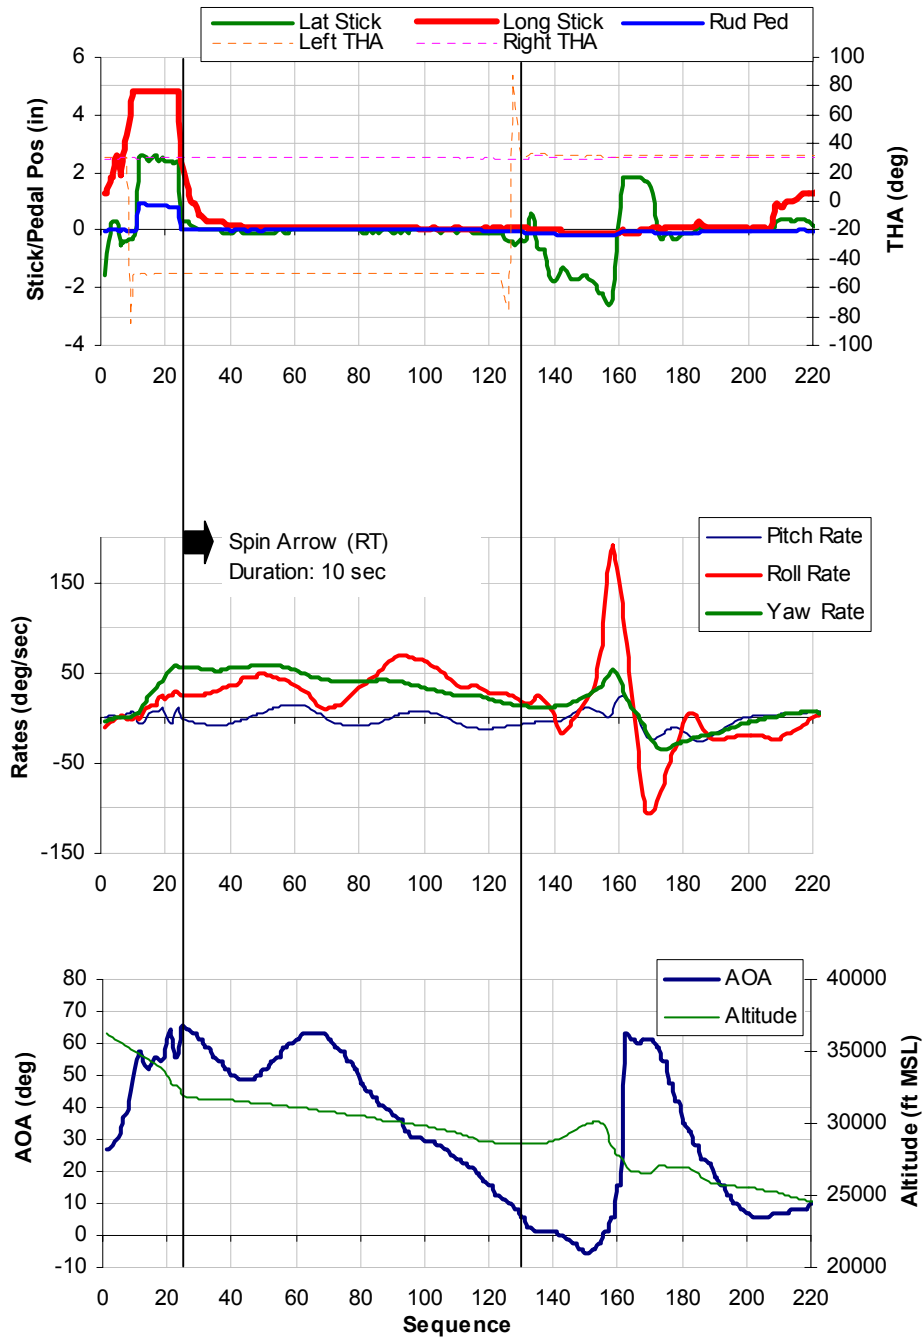 Lat Stick Long Stick Rud Ped
Left THA Right THA
6 100
80
4 60
40
2 20
0
0 -20
-40
-2 -60
-80
-4 -100
Stick/Pedal Pos (in)
THA (deg)
0 20 40 60 80 100 120 140 160 180 200 220
Spin Arrow (RT)
Duration: 10 sec
Pitch Rate
Roll Rate
Yaw Rate
150
50
-50
-150
Rates (deg/sec)
0 20 40 60 80 100 120 140 160 180 200 220
AOA
Altitude
80 40000
70
60 35000
50
40
30 30000
20
10 25000
0
-10 20000
AOA (deg)
Altitude (ft MSL)
0 20 40 60 80 100 120 140 160 180 200 220
Sequence